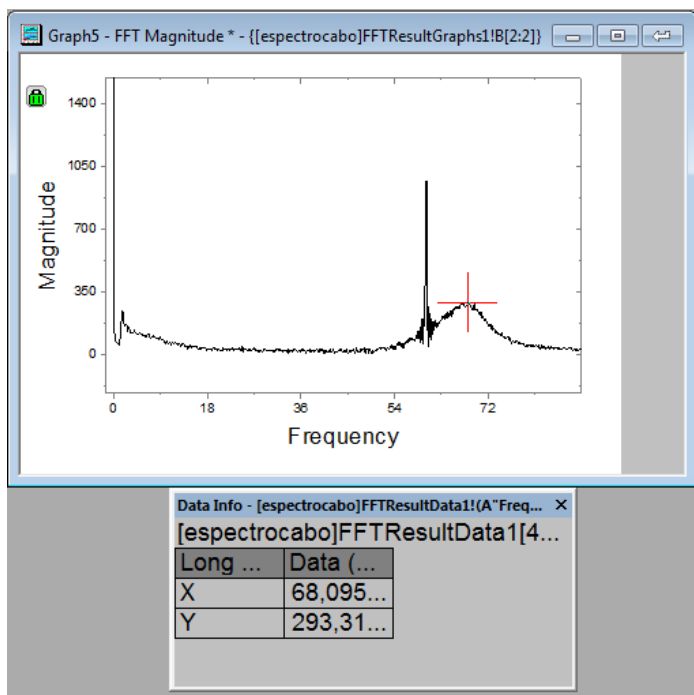 Graph5 - FFT Magnitude * - {[espectrocabo]FFTResultGraphs1!B[2:2]}
1400
1050
700
350
0
Magnitude
0 18 36 54 72
Frequency
Data Info - [espectrocabo]FFTResultData1!(A"Freq... ×
[espectrocabo]FFTResultData1[4...
Long ... Data (...
X 68,095...
Y 293,31...